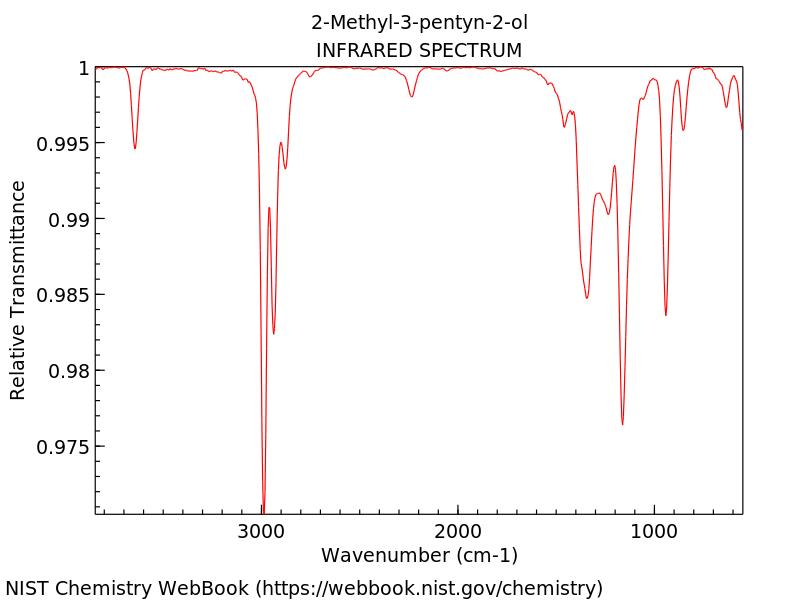 2-Methyl-3-pentyn-2-ol
INFRARED SPECTRUM
1
0.995
0.99
0.985
0.98
0.975
Relative Transmittance
3000 2000 1000
Wavenumber (cm-1)
NIST Chemistry WebBook (https://webbook.nist.gov/chemistry)